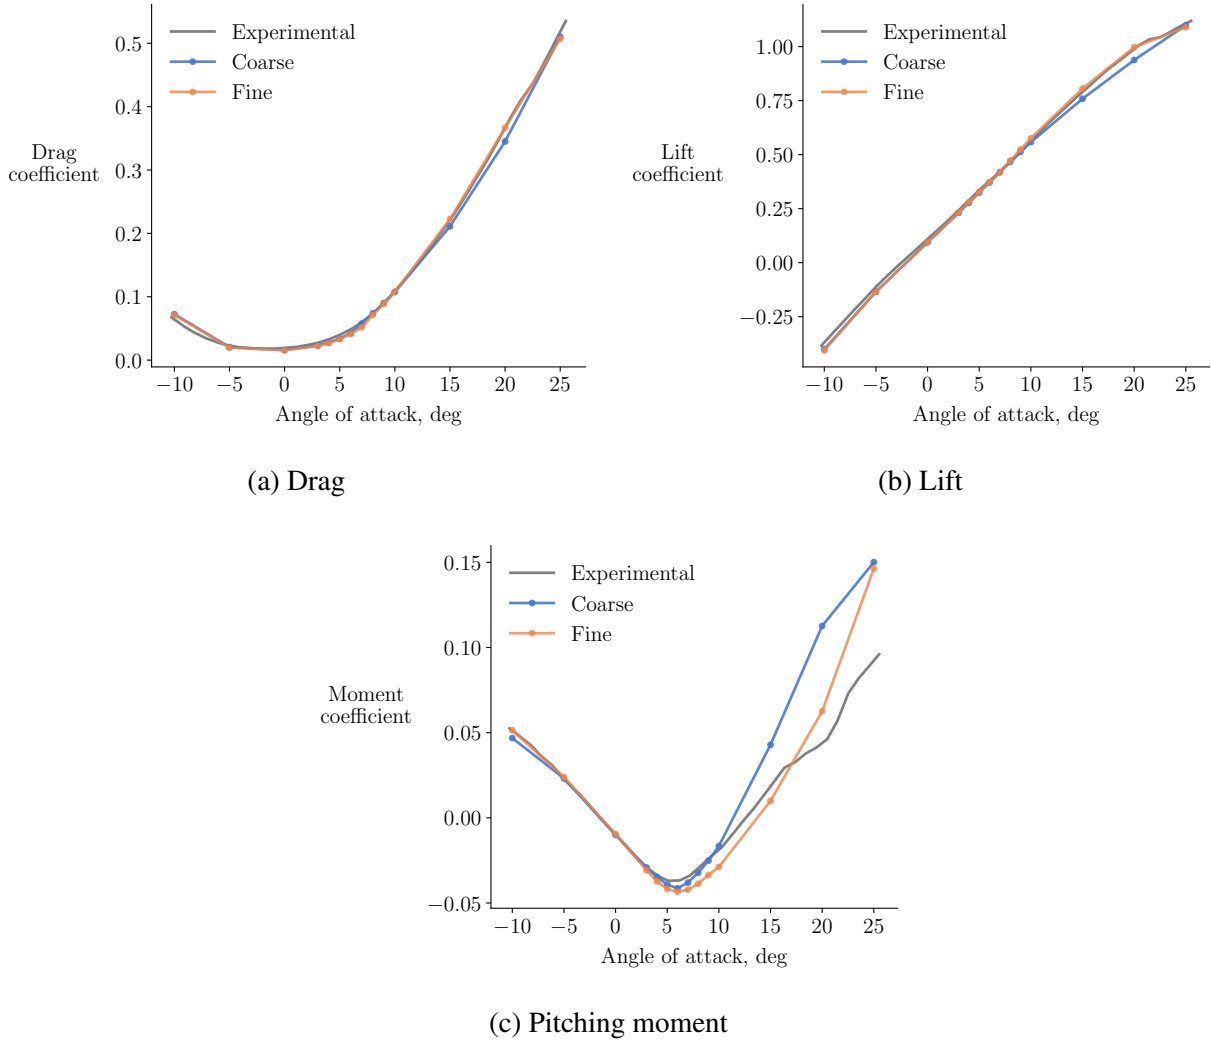 Experimental
Coarse
Fine
Drag
coefficient
0.5
0.4
0.3
0.2
0.1
0.0
−10 −5 0 5 10 15 20 25
Angle of attack, deg
(a) Drag
Experimental
Coarse
Fine
Lift
coefficient
1.00
0.75
0.50
0.25
0.00
−0.25
−10 −5 0 5 10 15 20 25
Angle of attack, deg
(b) Lift
Experimental
Coarse
Fine
Moment
coefficient
0.15
0.10
0.05
0.00
−0.05
−10 −5 0 5 10 15 20 25
Angle of attack, deg
(c) Pitching moment